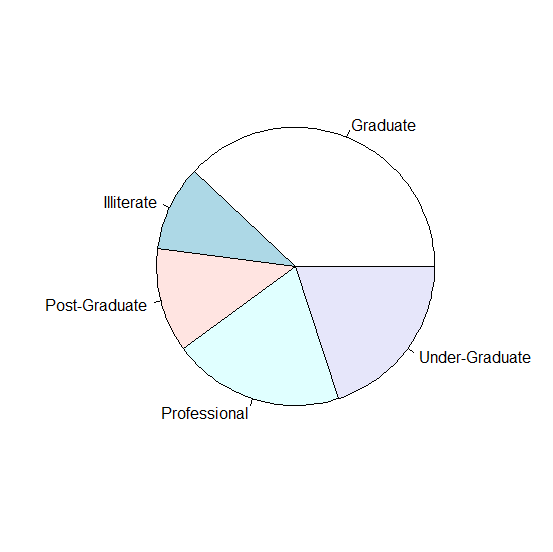 Graduate
Illiterate
Post-Graduate
Under-Graduate
Professional